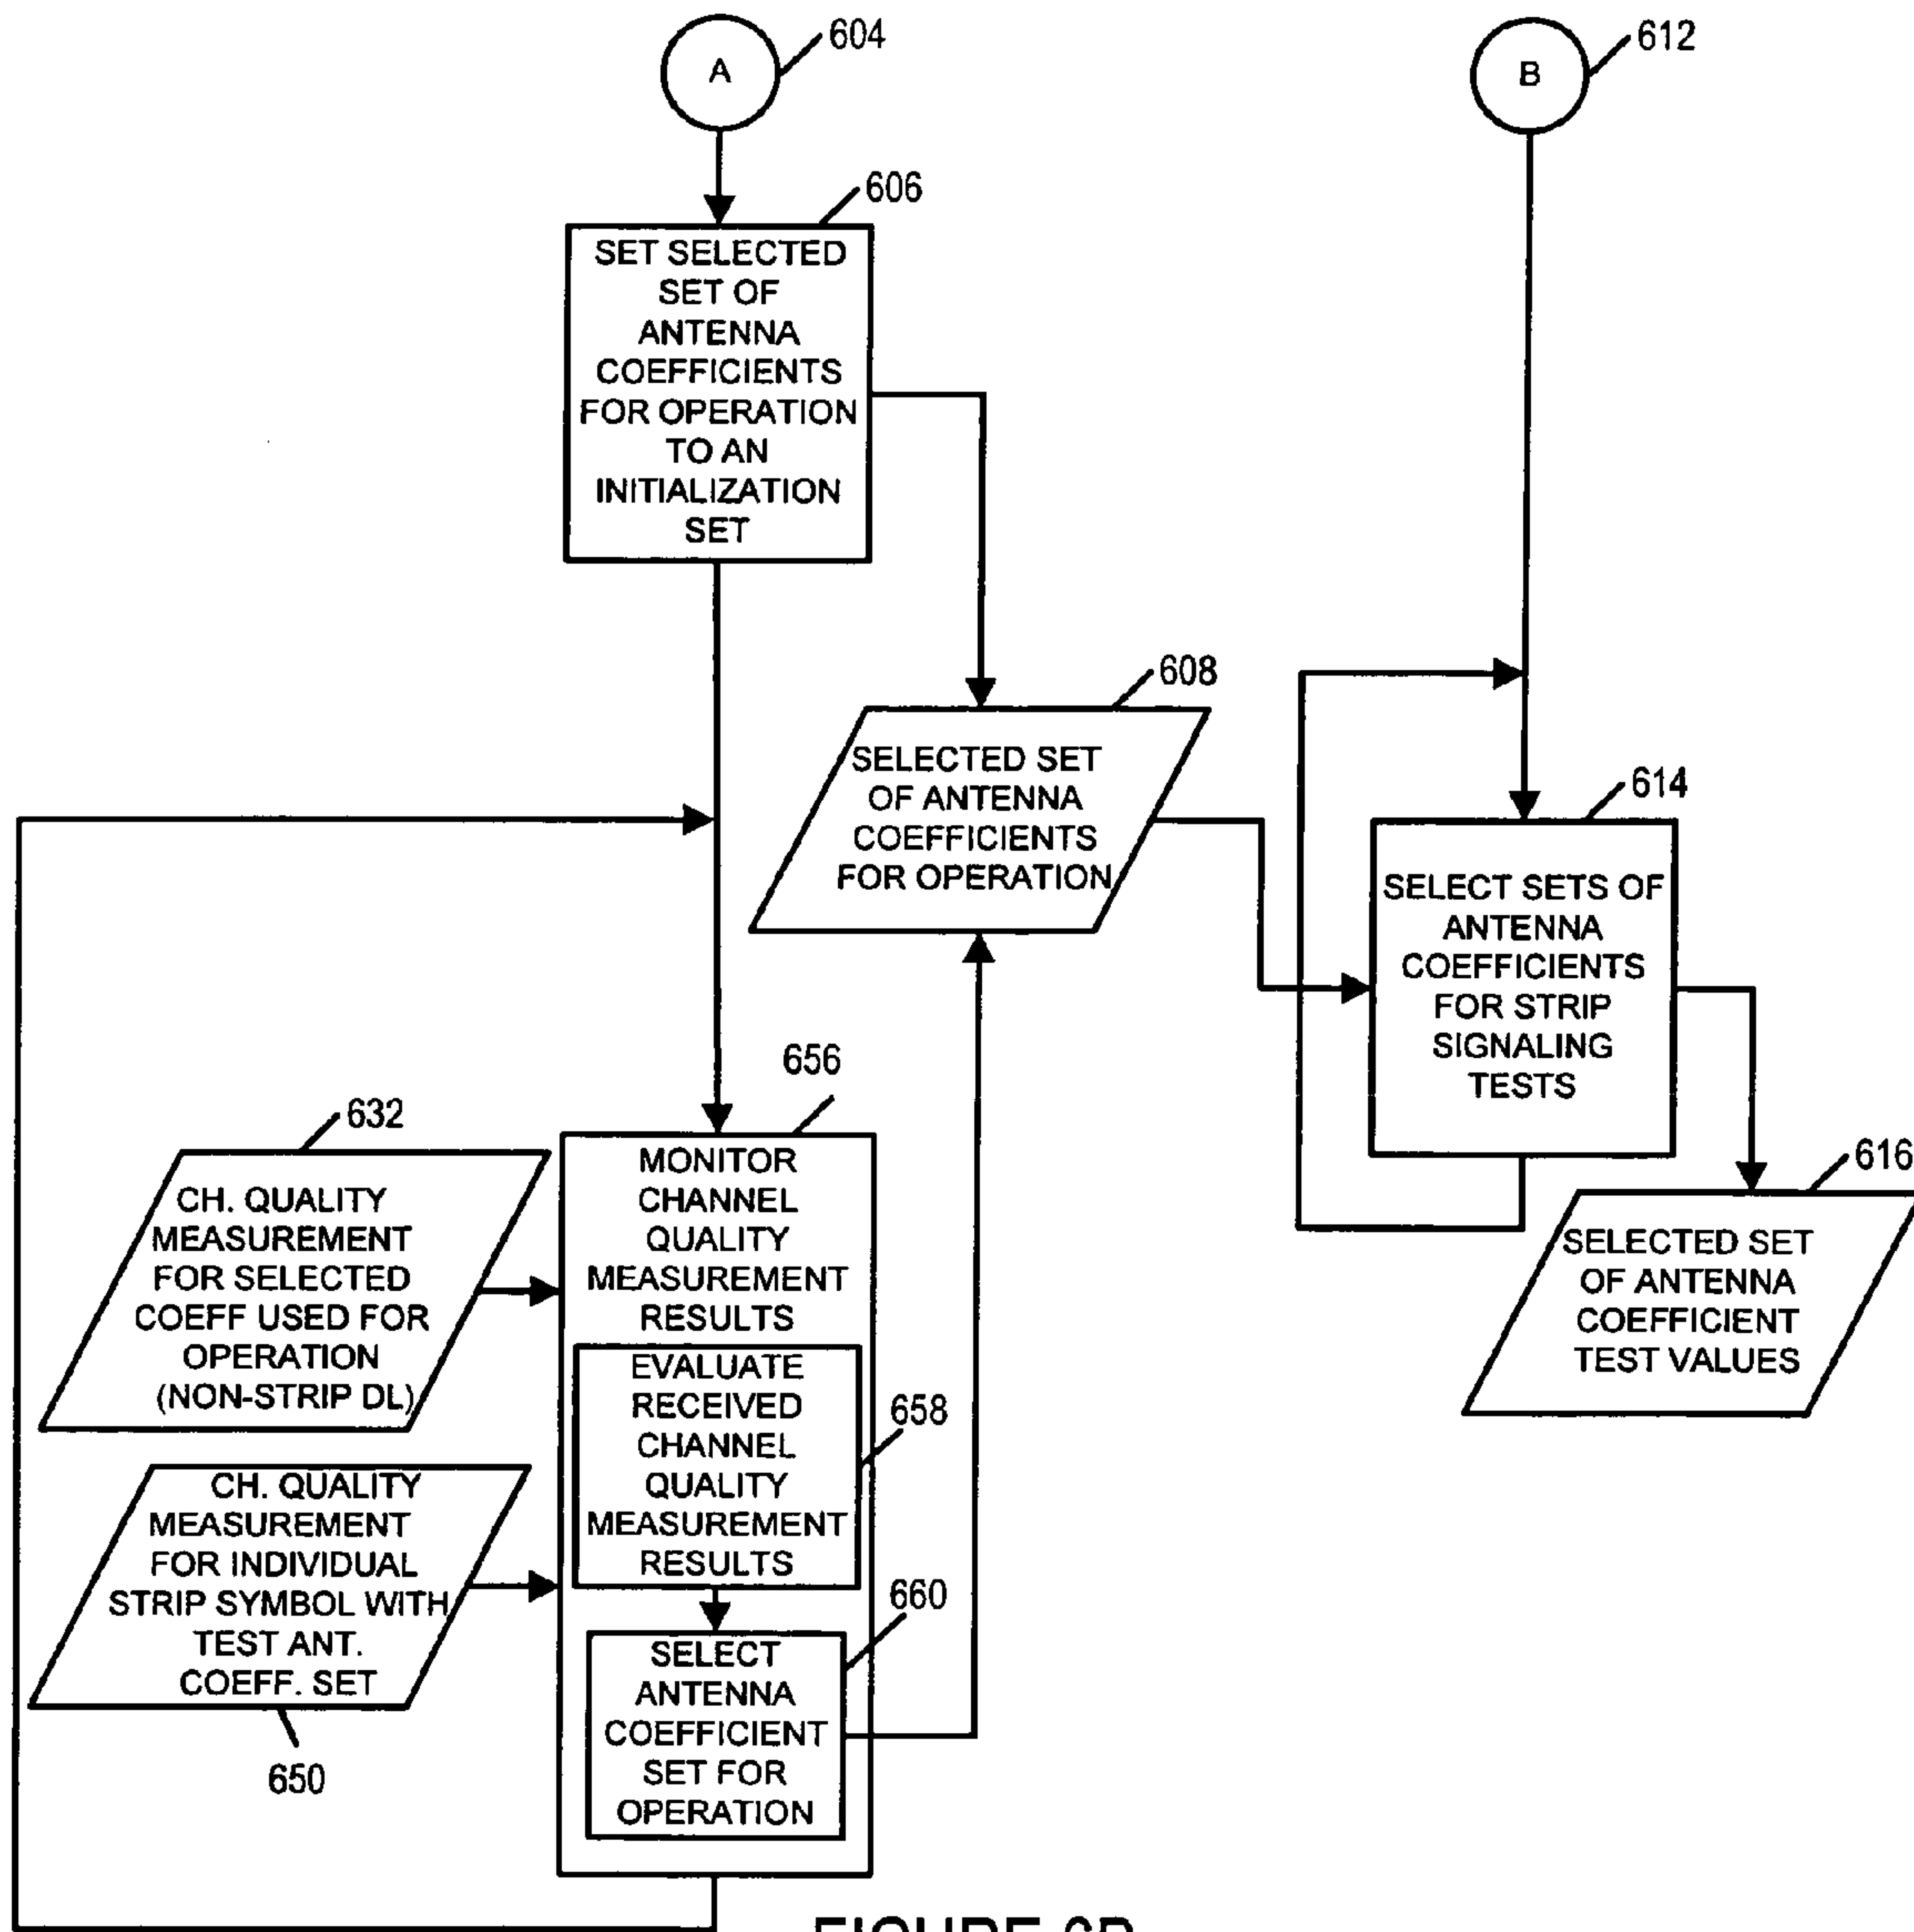 A
604
B
612
606
SET SELECTED
SET OF
ANTENNA
COEFFICIENTS
FOR OPERATION
TO AN
INITIALIZATION
SET
608
SELECTED SET
OF ANTENNA
COEFFICIENTS
FOR OPERATION
614
SELECT SETS OF
ANTENNA
COEFFICIENTS
FOR STRIP
SIGNALING
TESTS
616
SELECTED SET
OF ANTENNA
COEFFICIENT
TEST VALUES
632
CH. QUALITY
MEASUREMENT
FOR SELECTED
COEFF USED FOR
OPERATION
(NON-STRIP DL)
656
MONITOR
CHANNEL
QUALITY
MEASUREMENT
RESULTS
EVALUATE
RECEIVED
CHANNEL
QUALITY
MEASUREMENT
RESULTS
658
CH. QUALITY
MEASUREMENT
FOR INDIVIDUAL
STRIP SYMBOL WITH
TEST ANT.
COEFF. SET
650
660
SELECT
ANTENNA
COEFFICIENT
SET FOR
OPERATION